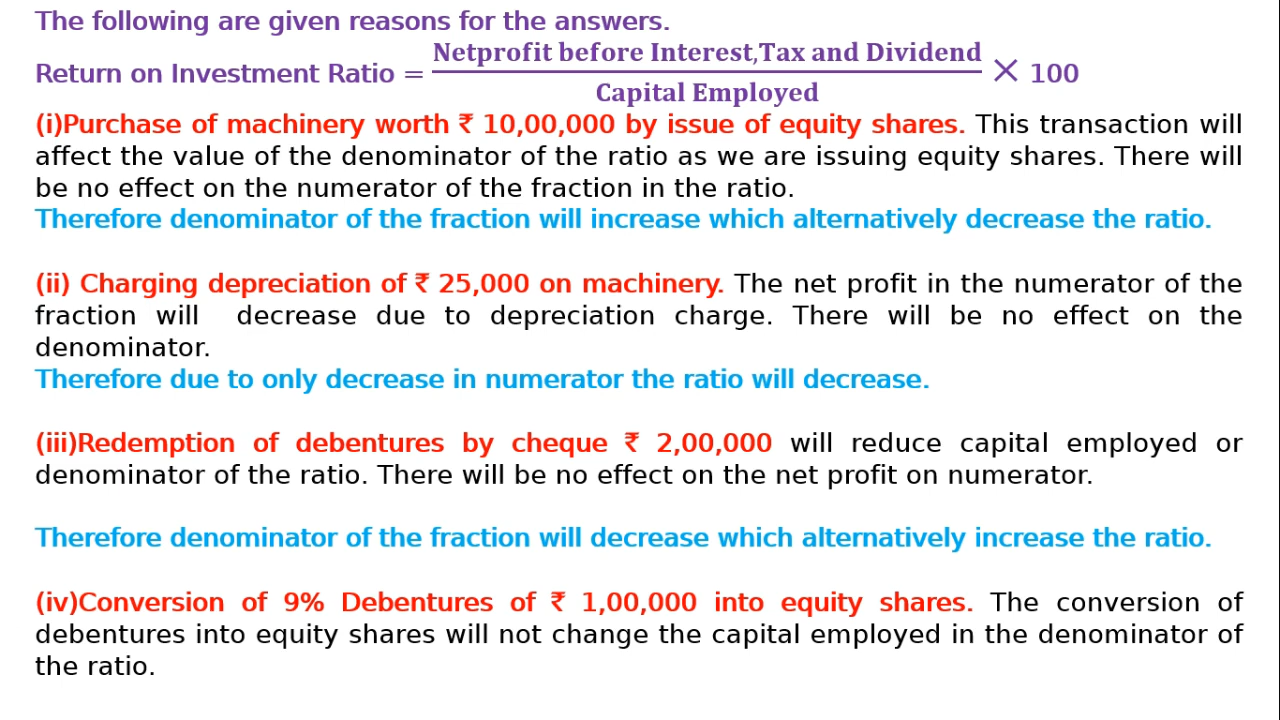 The following are given reasons for the answers.
Return on Investment Ratio = Netprofit before Interest,Tax and Dividend / Capital Employed × 100
(i)Purchase of machinery worth ₹ 10,00,000 by issue of equity shares. This transaction will
affect the value of the denominator of the ratio as we are issuing equity shares. There will
be no effect on the numerator of the fraction in the ratio.
Therefore denominator of the fraction will increase which alternatively decrease the ratio.
(ii) Charging depreciation of ₹ 25,000 on machinery. The net profit in the numerator of the
fraction will decrease due to depreciation charge. There will be no effect on the
denominator.
Therefore due to only decrease in numerator the ratio will decrease.
(iii)Redemption of debentures by cheque ₹ 2,00,000 will reduce capital employed or
denominator of the ratio. There will be no effect on the net profit on numerator.
Therefore denominator of the fraction will decrease which alternatively increase the ratio.
(iv)Conversion of 9% Debentures of ₹ 1,00,000 into equity shares. The conversion of
debentures into equity shares will not change the capital employed in the denominator of
the ratio.